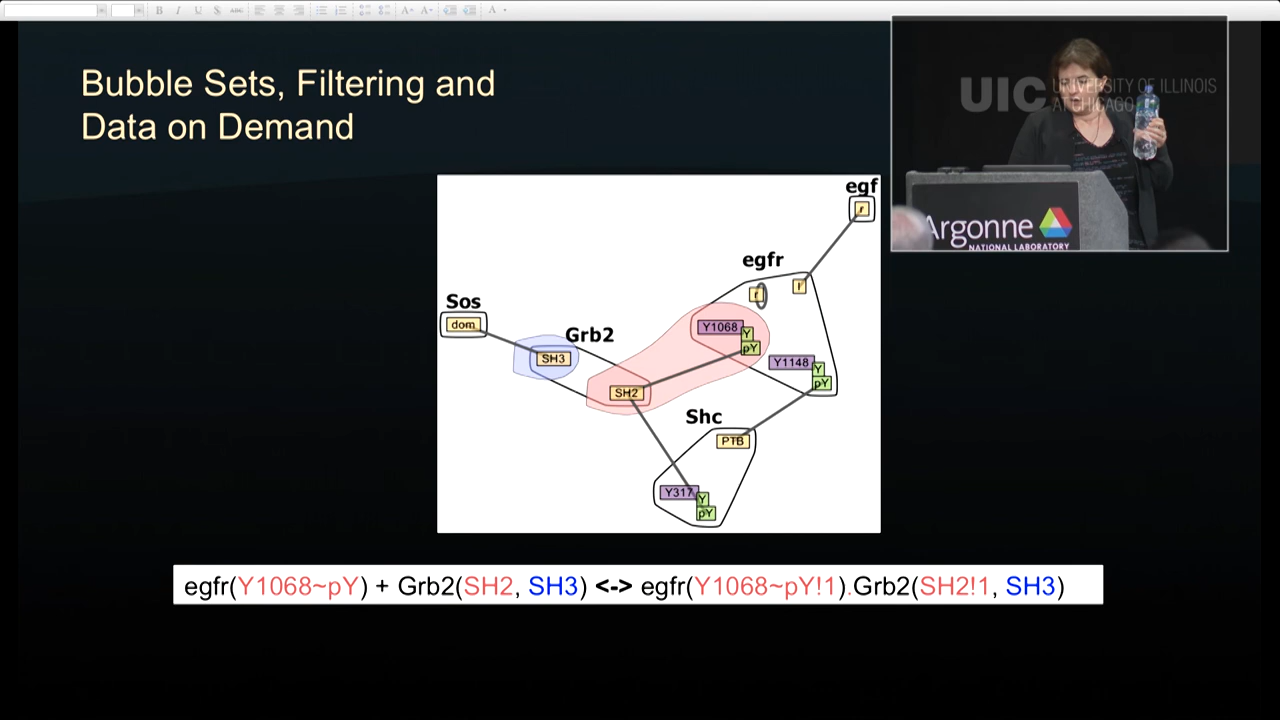 Bubble Sets, Filtering and
Data on Demand
UIC UNIVERSITY OF ILLINOIS
AT CHICAGO
Argonne
NATIONAL LABORATORY
egf
r
egfr
r
l
Sos
dom
Grb2
SH3
Y1068
Y
pY
Y1148
Y
pY
SH2
Shc
PTB
Y317
Y
pY
egfr(Y1068~pY) + Grb2(SH2, SH3) <-> egfr(Y1068~pY!1).Grb2(SH2!1, SH3)